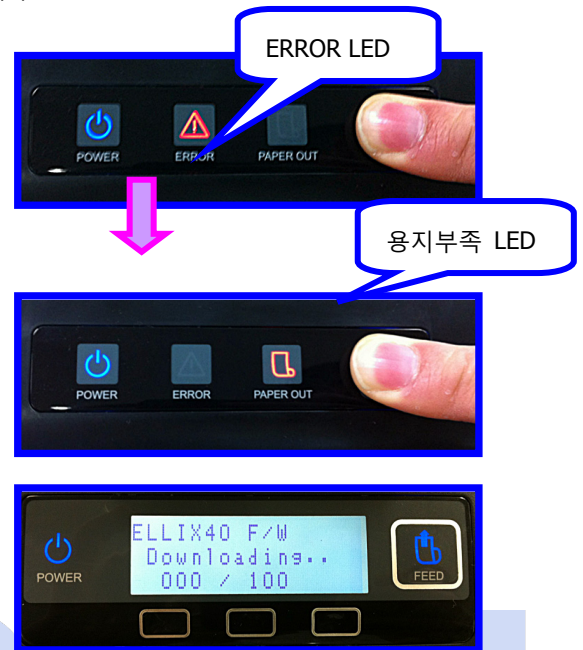 ERROR LED
POWER ERROR PAPER OUT
용지부족 LED
POWER ERROR PAPER OUT
ELLIX40 F/W
Downloading..
000 / 100
POWER
FEED